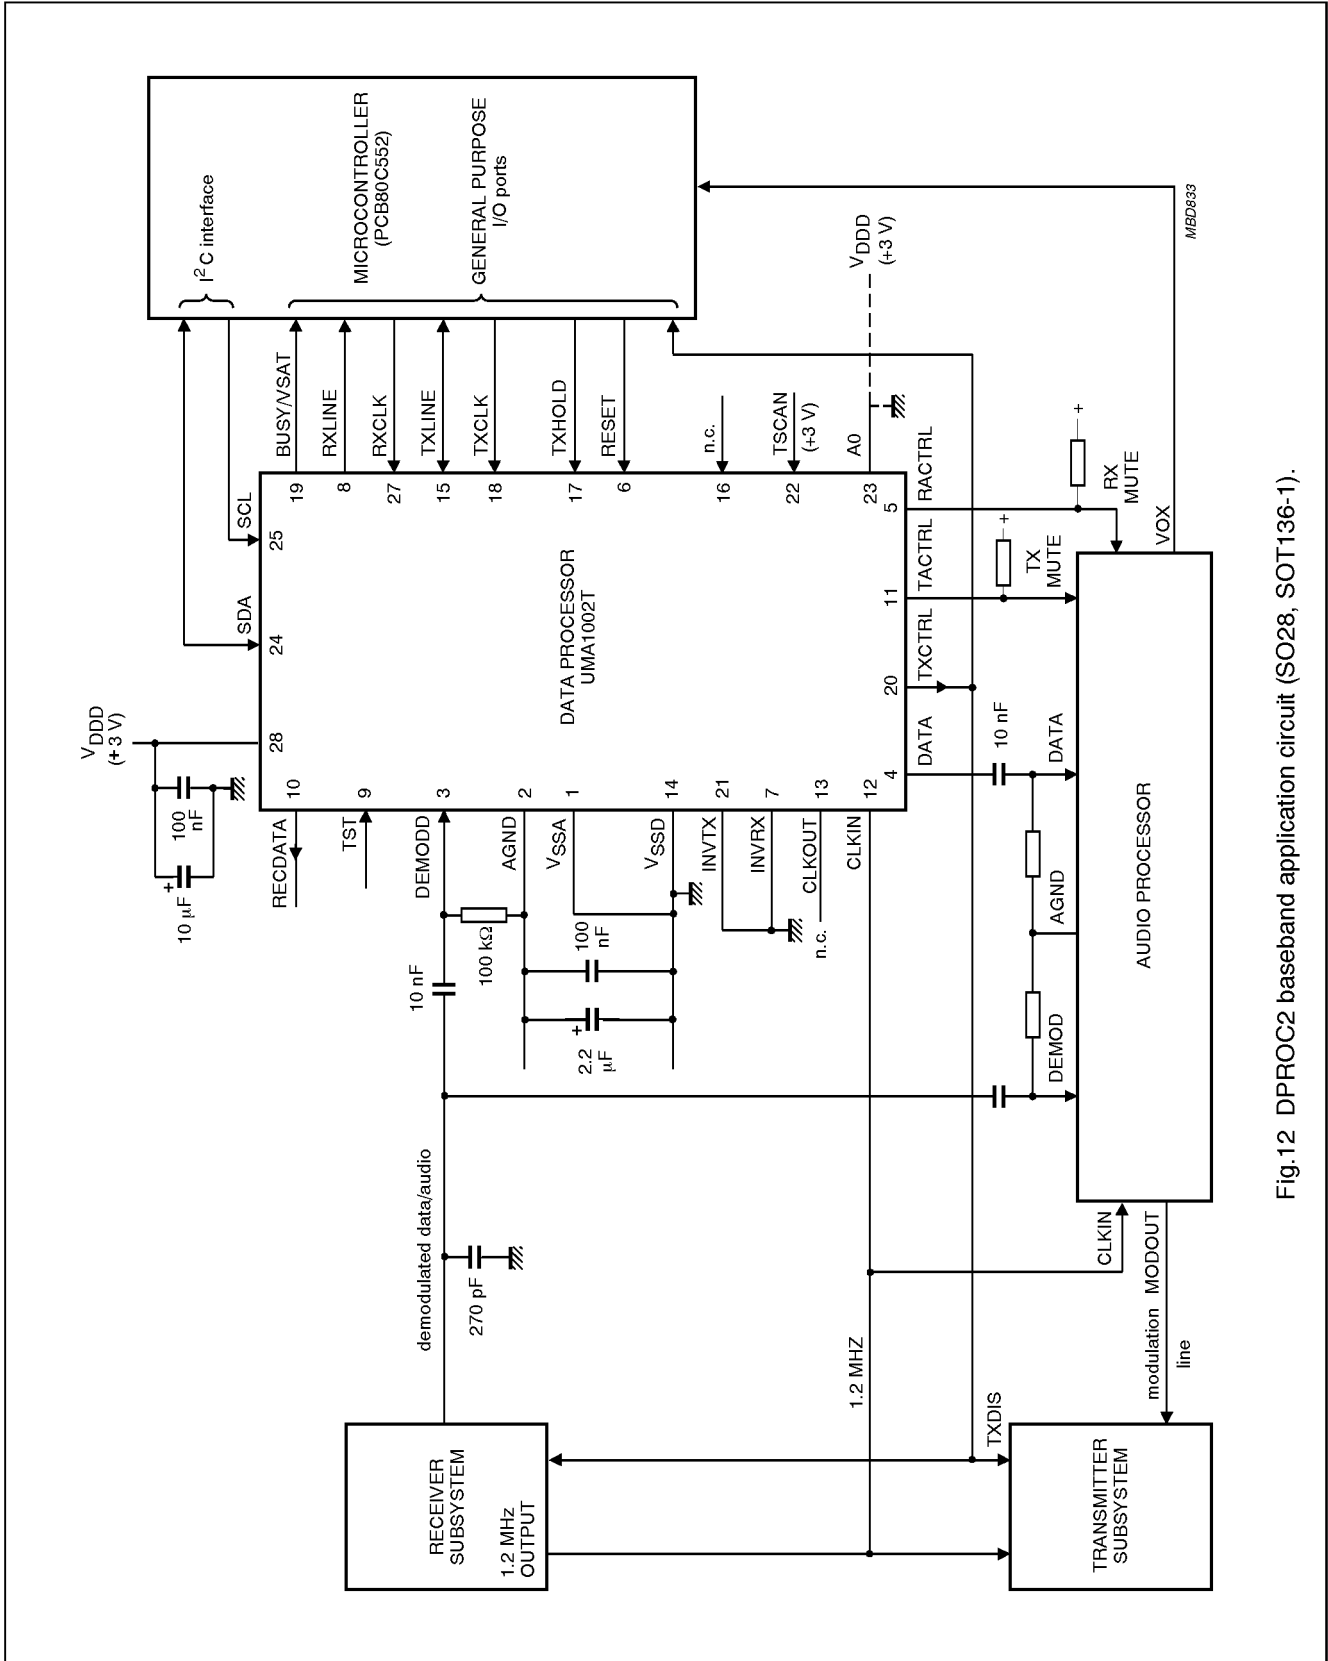 I²C interface
MICROCONTROLLER
(PCB80C552)
GENERAL PURPOSE
I/O ports
BUSY/VSAT
RXLINE
RXCLK
TXLINE
TXCLK
TXHOLD
RESET
n.c.
TSCAN
(+3 V)
A0
VDDD
(+3 V)
MBD833
SCL
SDA
VDDD
(+3 V)
100
nF
+
10 μF
19
8
27
15
18
17
6
16
22
23
25
24
28
DATA PROCESSOR
UMA1002T
5
11
20
4
10
9
3
2
1
14
21
7
13
12
RACTRL
TACTRL
TXCTRL
DATA
+
RX
MUTE
+
TX
MUTE
VOX
RECDATA
TST
DEMODD
AGND
VSSA
VSSD
INVTX
INVRX
CLKOUT
CLKIN
n.c.
10 nF
100 kΩ
100
nF
+
2.2
μF
10 nF
DATA
AGND
DEMOD
AUDIO PROCESSOR
demodulated data/audio
270 pF
1.2 MHZ
CLKIN
MODOUT
modulation
line
TXDIS
RECEIVER
SUBSYSTEM
1.2 MHz
OUTPUT
TRANSMITTER
SUBSYSTEM
Fig.12 DPROC2 baseband application circuit (SO28, SOT136-1).